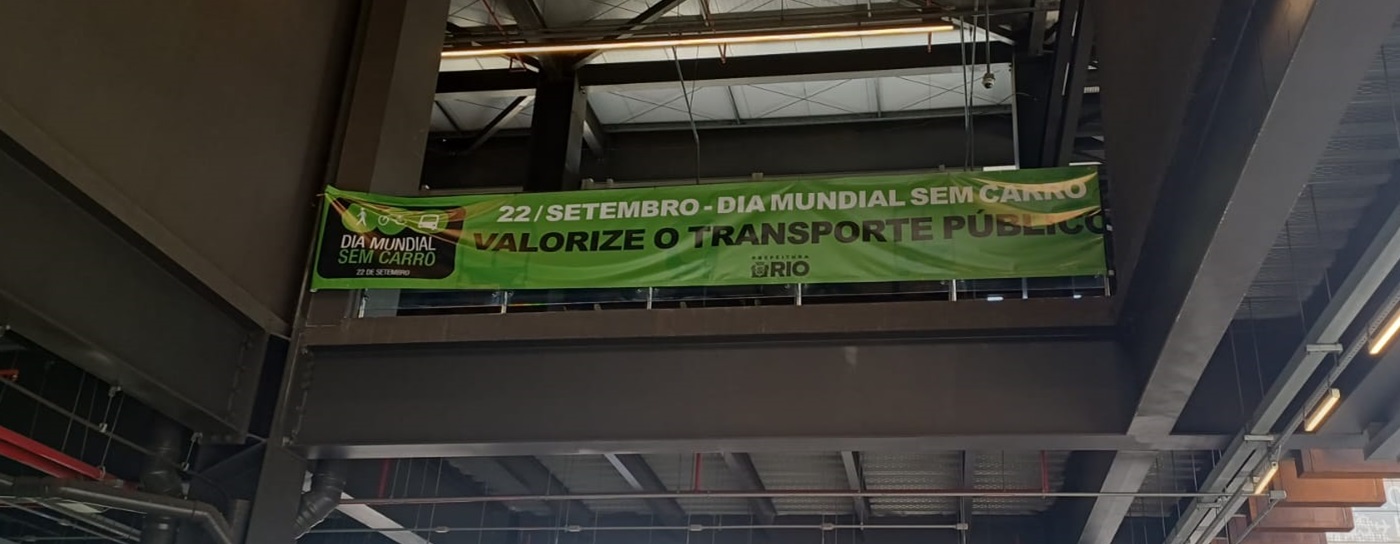 22/SETEMBRO - DIA MUNDIAL SEM CARRO
VALORIZE O TRANSPORTE PÚBLICO
PREFEITURA
RIO
DIA MUNDIAL
SEM CARRO
22 DE SETEMBRO